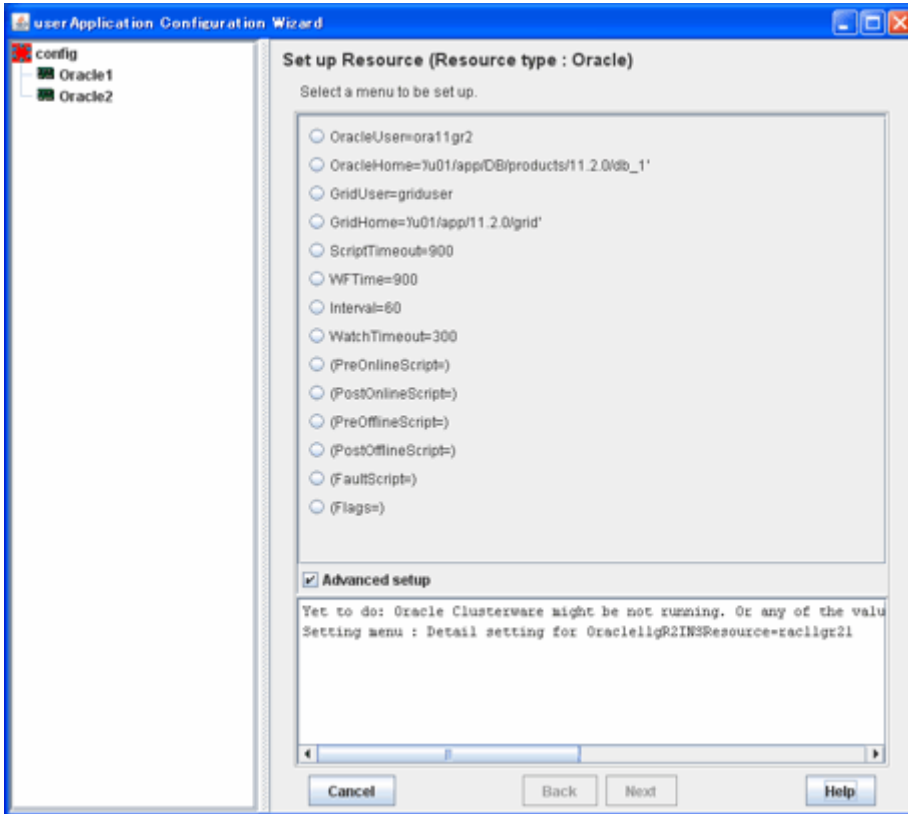 userApplication Configuration Wizard
config
Oracle1
Oracle2
Set up Resource (Resource type : Oracle)
Select a menu to be set up.
OracleUser=ora11gr2
OracleHome='/u01/app/DB/products/11.2.0/db_1'
GridUser=griduser
GridHome='/u01/app/11.2.0/grid'
ScriptTimeout=900
WFTime=900
Interval=60
WatchTimeout=300
(PreOnlineScript=)
(PostOnlineScript=)
(PreOfflineScript=)
(PostOfflineScript=)
(FaultScript=)
(Flags=)
Advanced setup
Yet to do: Oracle Clusterware might be not running. Or any of the valu
Setting menu : Detail setting for Oracle11gR2INSResource=rac11gr21
Cancel
Back
Next
Help